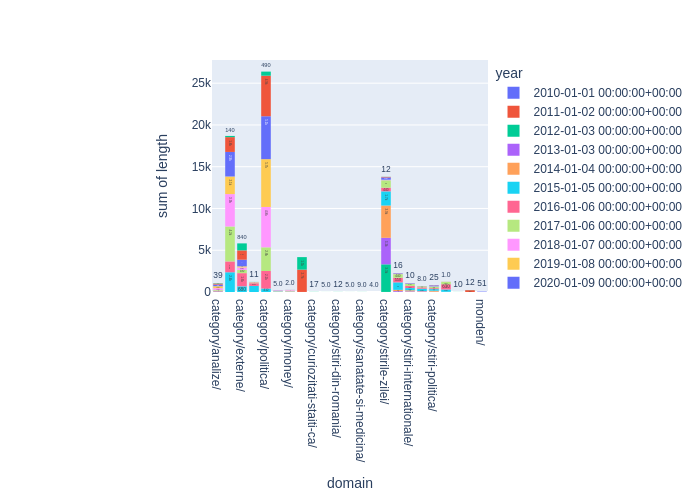 year
2010-01-01 00:00:00+00:00
2011-01-02 00:00:00+00:00
2012-01-03 00:00:00+00:00
2013-01-03 00:00:00+00:00
2014-01-04 00:00:00+00:00
2015-01-05 00:00:00+00:00
2016-01-06 00:00:00+00:00
2017-01-06 00:00:00+00:00
2018-01-07 00:00:00+00:00
2019-01-08 00:00:00+00:00
2020-01-09 00:00:00+00:00
sum of length
25k
20k
15k
10k
5k
0
39
140
840
11
490
5.0
2.0
17
5.0
12
5.0
9.0
4.0
12
16
10
8.0
25
1.0
10
12
51
category/analize/
category/externe/
category/politica/
category/money/
category/curiozitati-staiti-ca/
category/stiri-din-romania/
category/sanatate-si-medicina/
category/stirile-zilei/
category/stiri-internationale/
category/stiri-politica/
monden/
domain